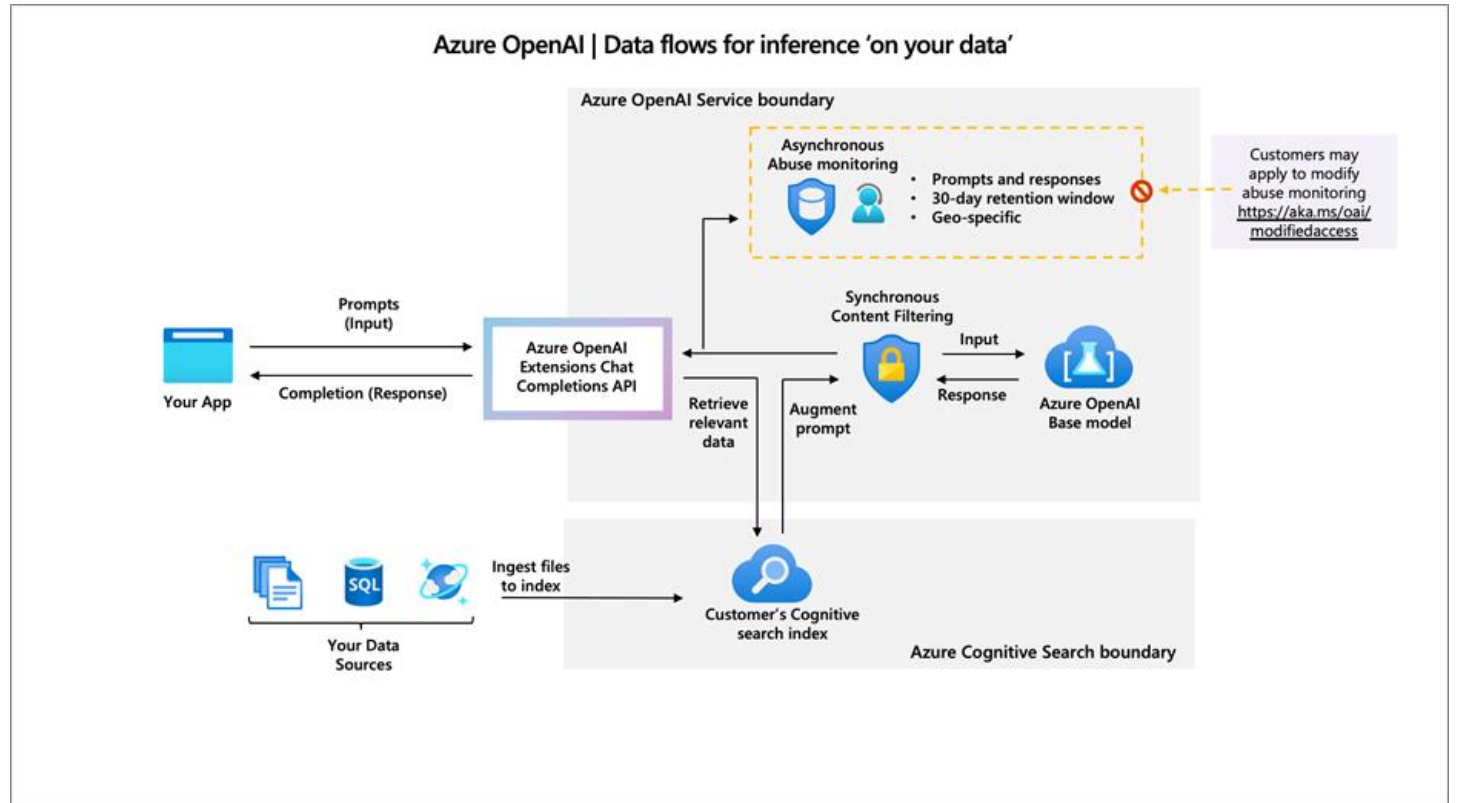 Azure OpenAI | Data flows for inference ‘on your data’
Azure OpenAI Service boundary
Asynchronous
Abuse monitoring
• Prompts and responses
• 30-day retention window
• Geo-specific
Customers may
apply to modify
abuse monitoring
https://aka.ms/oai/
modifiedaccess
Prompts
(Input)
Completion (Response)
Your App
Azure OpenAI
Extensions Chat
Completions API
Synchronous
Content Filtering
Input
Response
Azure OpenAI
Base model
Retrieve
relevant
data
Augment
prompt
SQL
Your Data
Sources
Ingest files
to index
Customer’s Cognitive
search index
Azure Cognitive Search boundary